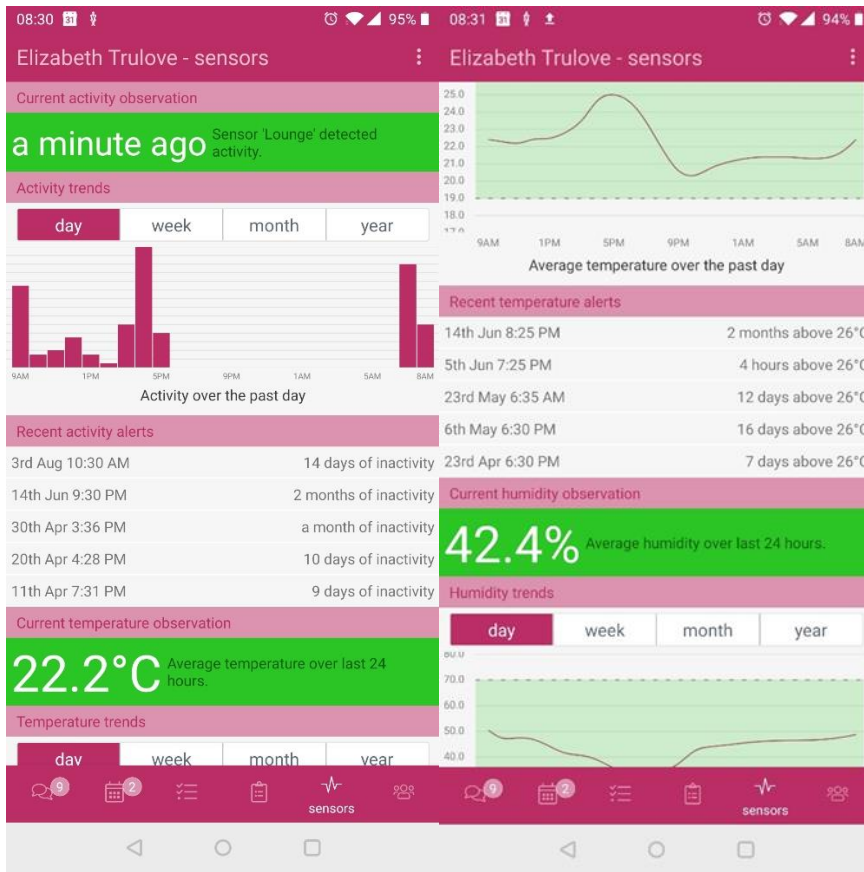 08:30 31 95%
Elizabeth Trulove - sensors
Current activity observation
a minute ago Sensor 'Lounge' detected
activity.
Activity trends
day week month year
9AM 1PM 5PM 9PM 1AM 5AM 8AM
Activity over the past day
Recent activity alerts
3rd Aug 10:30 AM 14 days of inactivity
14th Jun 9:30 PM 2 months of inactivity
30th Apr 3:36 PM a month of inactivity
20th Apr 4:28 PM 10 days of inactivity
11th Apr 7:31 PM 9 days of inactivity
Current temperature observation
22.2°C Average temperature over last 24
hours.
Temperature trends
day week month year
9 2
sensors
08:31 31 94%
Elizabeth Trulove - sensors
25.0
24.0
23.0
22.0
21.0
20.0
19.0
18.0
17.0
9AM 1PM 5PM 9PM 1AM 5AM 8AM
Average temperature over the past day
Recent temperature alerts
14th Jun 8:25 PM 2 months above 26°C
5th Jun 7:25 PM 4 hours above 26°C
23rd May 6:35 AM 12 days above 26°C
6th May 6:30 PM 16 days above 26°C
23rd Apr 6:30 PM 7 days above 26°C
Current humidity observation
42.4% Average humidity over last 24 hours.
Humidity trends
day week month year
80.0
70.0
60.0
50.0
40.0
9 2
sensors